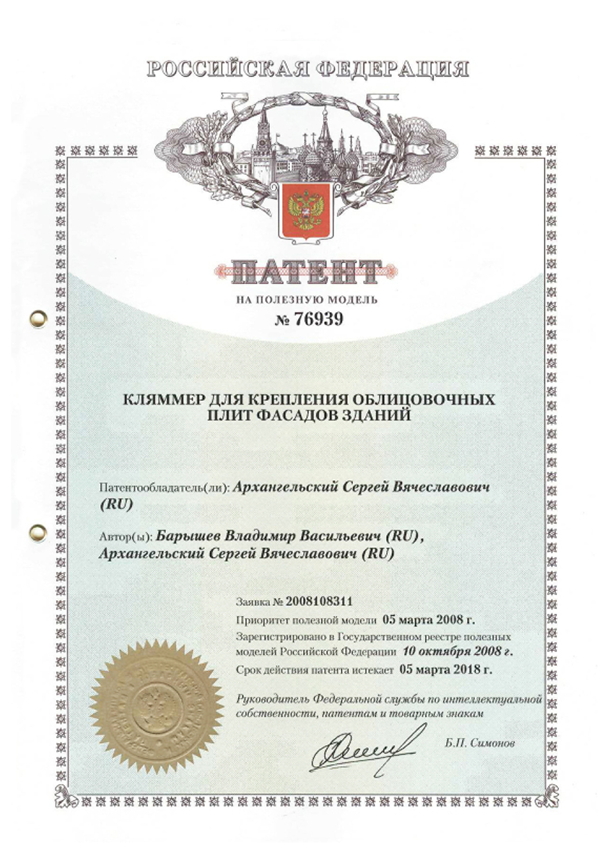 РОССИЙСКАЯ ФЕДЕРАЦИЯ
ПАТЕНТ
НА ПОЛЕЗНУЮ МОДЕЛЬ
№ 76939
КЛЯММЕР ДЛЯ КРЕПЛЕНИЯ ОБЛИЦОВОЧНЫХ
ПЛИТ ФАСАДОВ ЗДАНИЙ
Патентообладатель(ли): Архангельский Сергей Вячеславович
(RU)
Автор(ы): Барышев Владимир Васильевич (RU),
Архангельский Сергей Вячеславович (RU)
Заявка № 2008108311
Приоритет полезной модели 05 марта 2008 г.
Зарегистрировано в Государственном реестре полезных
моделей Российской Федерации 10 октября 2008 г.
Срок действия патента истекает 05 марта 2018 г.
Руководитель Федеральной службы по интеллектуальной
собственности, патентам и товарным знакам
Б.П. Симонов